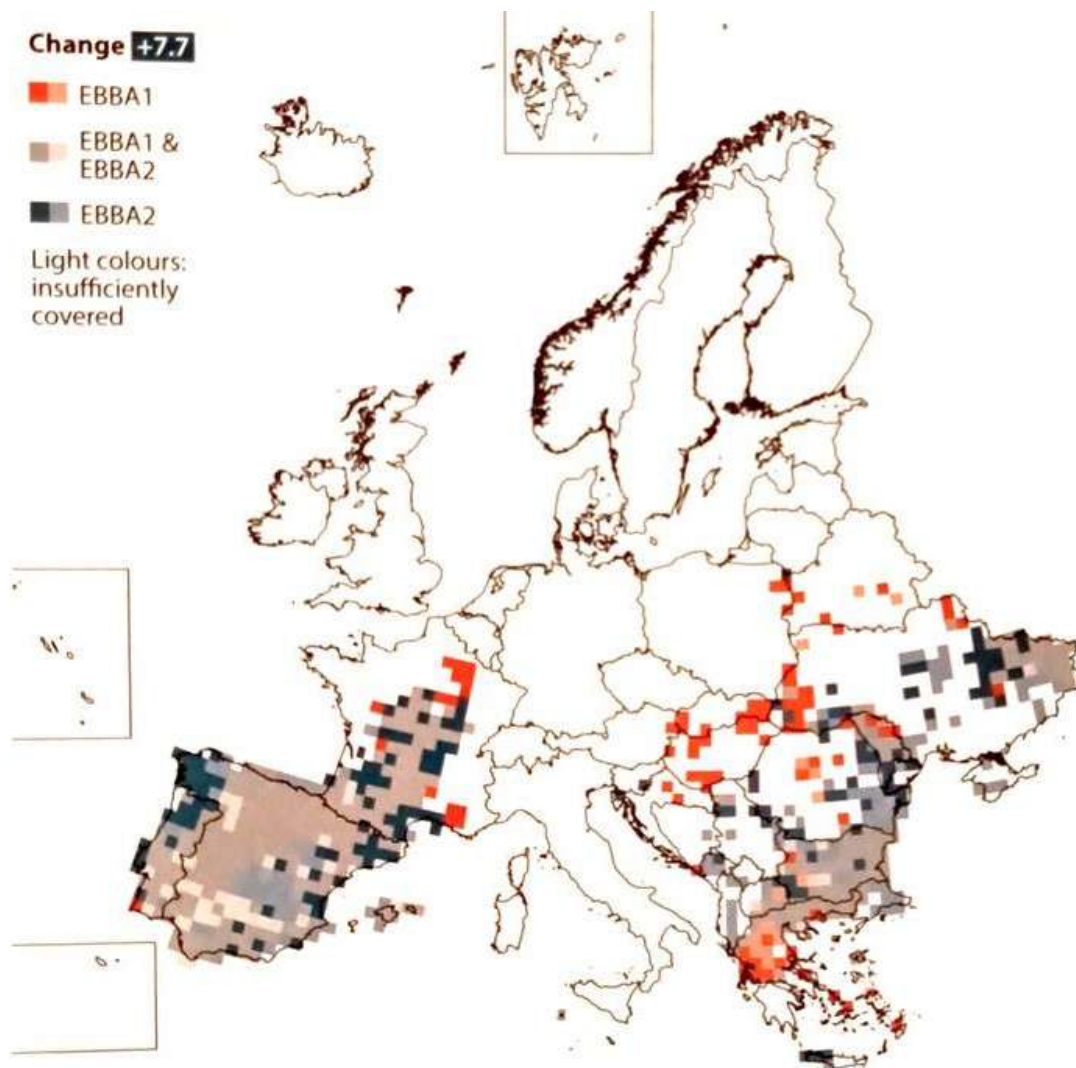 Change +7.7
EBBA1
EBBA1 &
EBBA2
EBBA2
Light colours:
insufficiently
covered